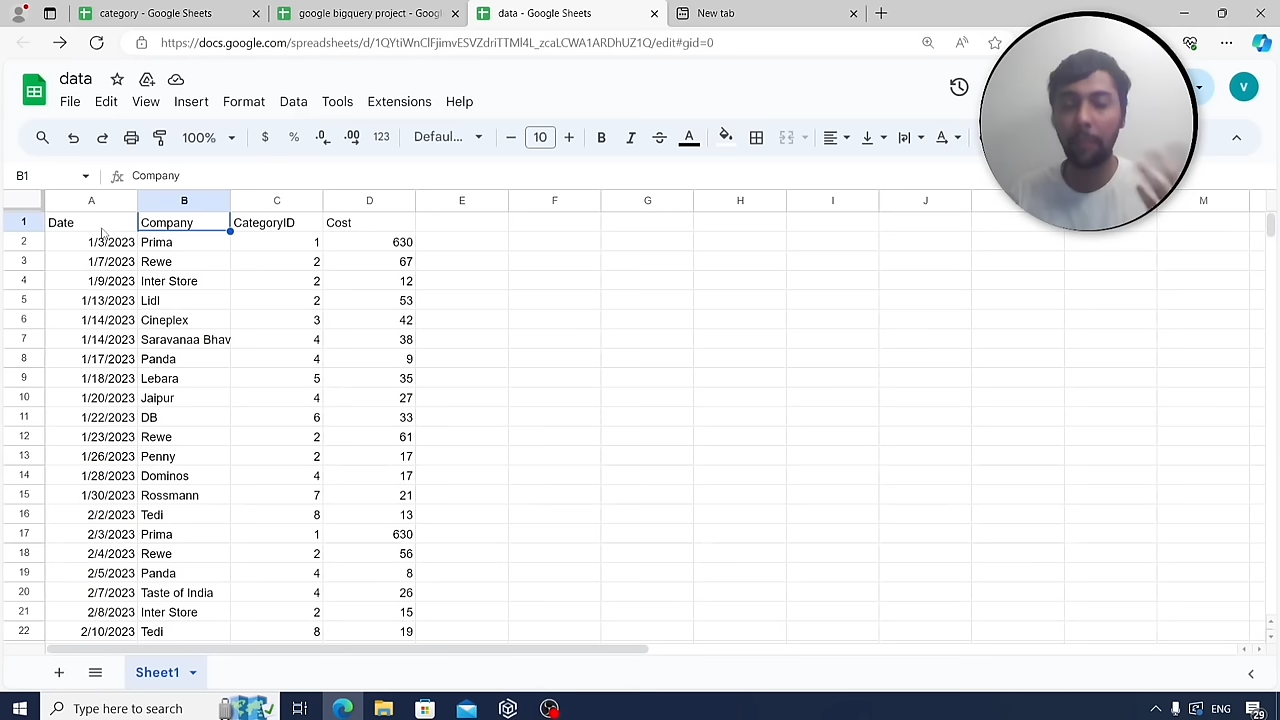 category - Google Sheets
google bigquery project - Googl
data - Google Sheets
New tab
https://docs.google.com/spreadsheets/d/1QYtiWnClFjimvESVZdriTTMl4L_zcaLCWA1ARDhUZ1Q/edit#gid=0
data
File Edit View Insert Format Data Tools Extensions Help
V
100% $ % .0 .00 123 Defaul... 10 B I A
B1 fx Company
A B C D E F G H I J M
1 Date Company CategoryID Cost
2 1/3/2023 Prima 1 630
3 1/7/2023 Rewe 2 67
4 1/9/2023 Inter Store 2 12
5 1/13/2023 Lidl 2 53
6 1/14/2023 Cineplex 3 42
7 1/14/2023 Saravanaa Bhav 4 38
8 1/17/2023 Panda 4 9
9 1/18/2023 Lebara 5 35
10 1/20/2023 Jaipur 4 27
11 1/22/2023 DB 6 33
12 1/23/2023 Rewe 2 61
13 1/26/2023 Penny 2 17
14 1/28/2023 Dominos 4 17
15 1/30/2023 Rossmann 7 21
16 2/2/2023 Tedi 8 13
17 2/3/2023 Prima 1 630
18 2/4/2023 Rewe 2 56
19 2/5/2023 Panda 4 8
20 2/7/2023 Taste of India 4 26
21 2/8/2023 Inter Store 2 15
22 2/10/2023 Tedi 8 19
Sheet1
Type here to search
ENG
29